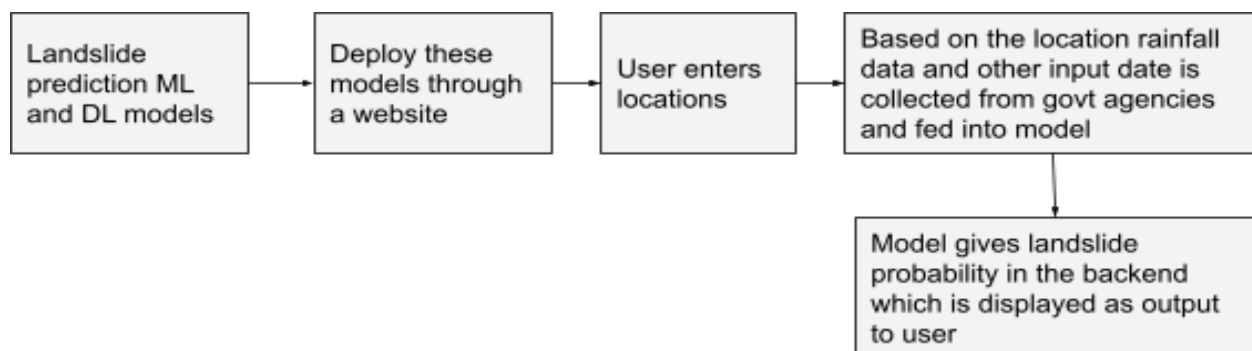 Landslide
prediction ML
and DL models
Deploy these
models through
a website
User enters
locations
Based on the location rainfall
data and other input date is
collected from govt agencies
and fed into model
Model gives landslide
probability in the backend
which is displayed as output
to user